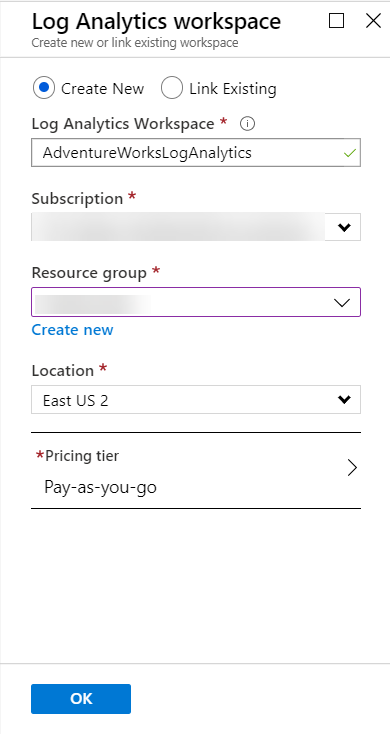 Log Analytics workspace
Create new or link existing workspace
Create New Link Existing
Log Analytics Workspace *
AdventureWorksLogAnalytics
Subscription *
Resource group *
Create new
Location *
East US 2
*Pricing tier
Pay-as-you-go
OK